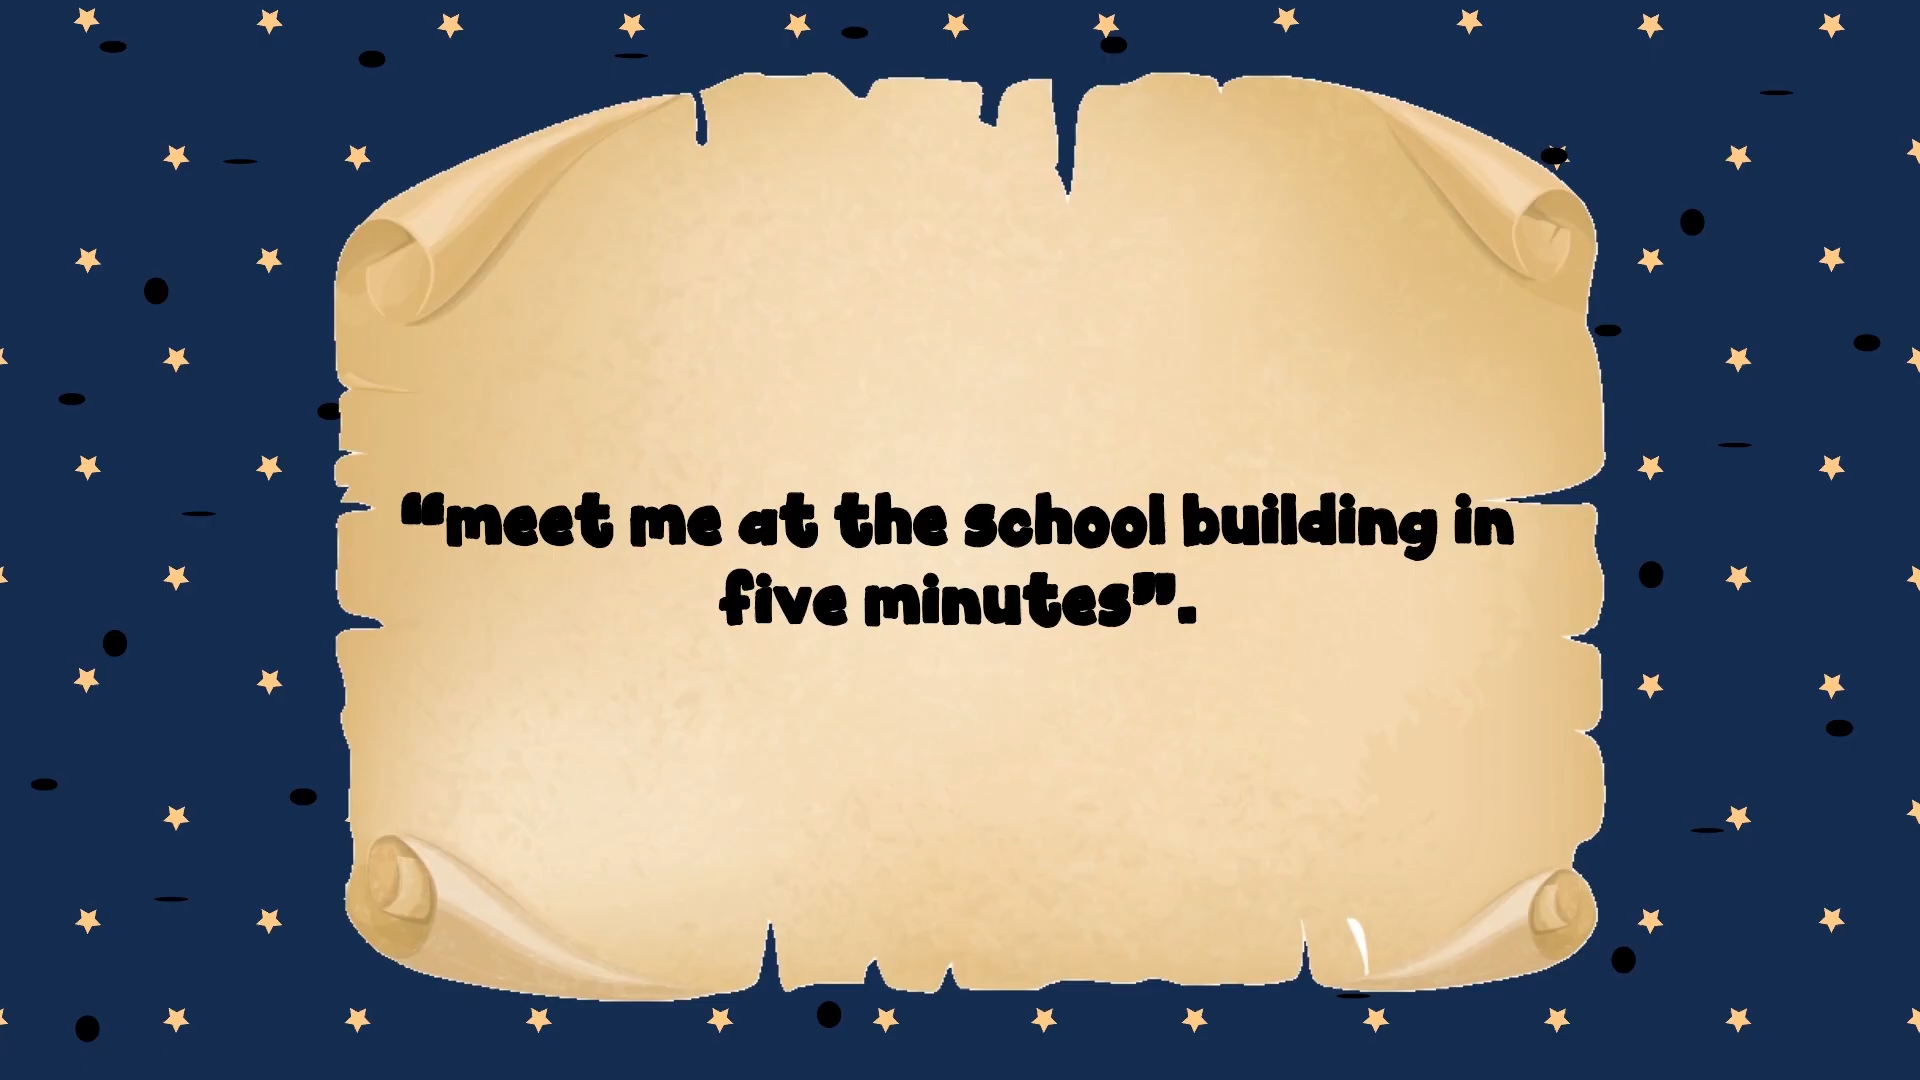 “meet me at the school building in
five minutes”.